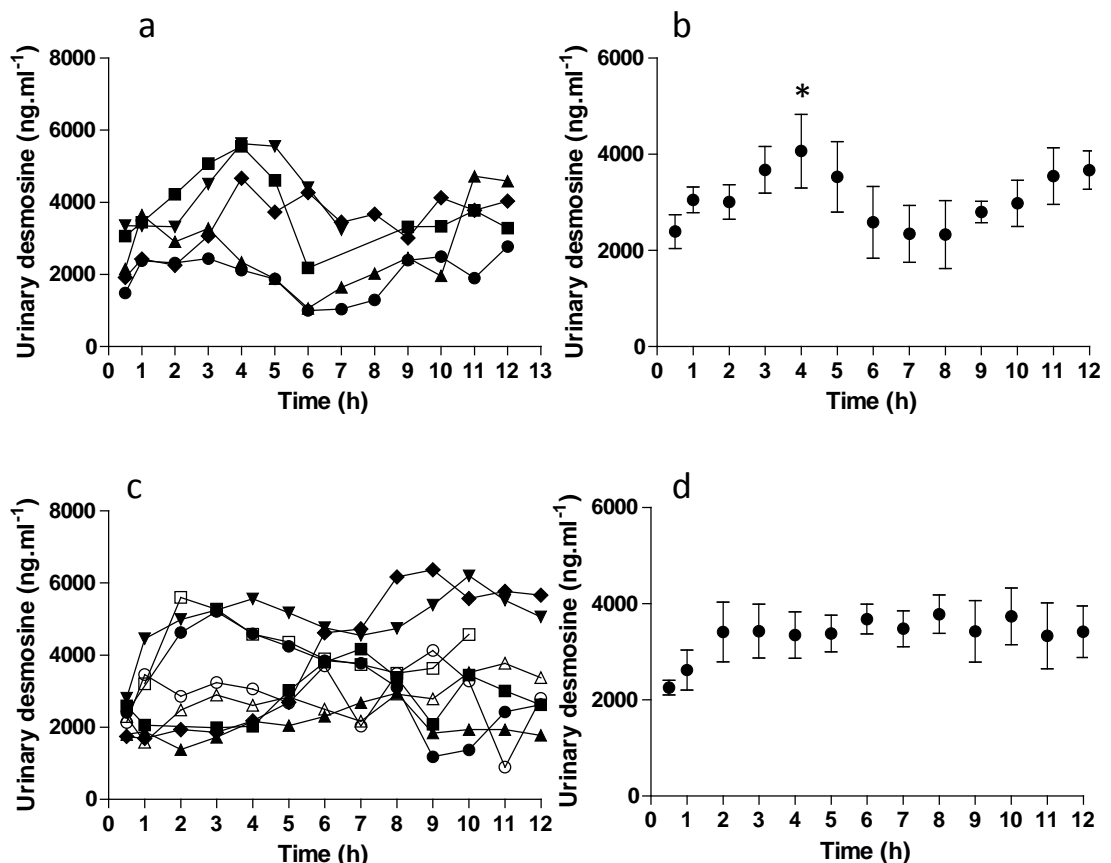 a
Urinary desmosine (ng.ml-1)
8000
6000
4000
2000
0
0 1 2 3 4 5 6 7 8 9 10 11 12 13
Time (h)
b
Urinary desmosine (ng.ml-1)
6000
*
4000
2000
0
0 1 2 3 4 5 6 7 8 9 10 11 12
Time (h)
c
Urinary desmosine (ng.ml-1)
8000
6000
4000
2000
0
0 1 2 3 4 5 6 7 8 9 10 11 12
Time (h)
d
Urinary desmosine (ng.ml-1)
6000
4000
2000
0
0 1 2 3 4 5 6 7 8 9 10 11 12
Time (h)